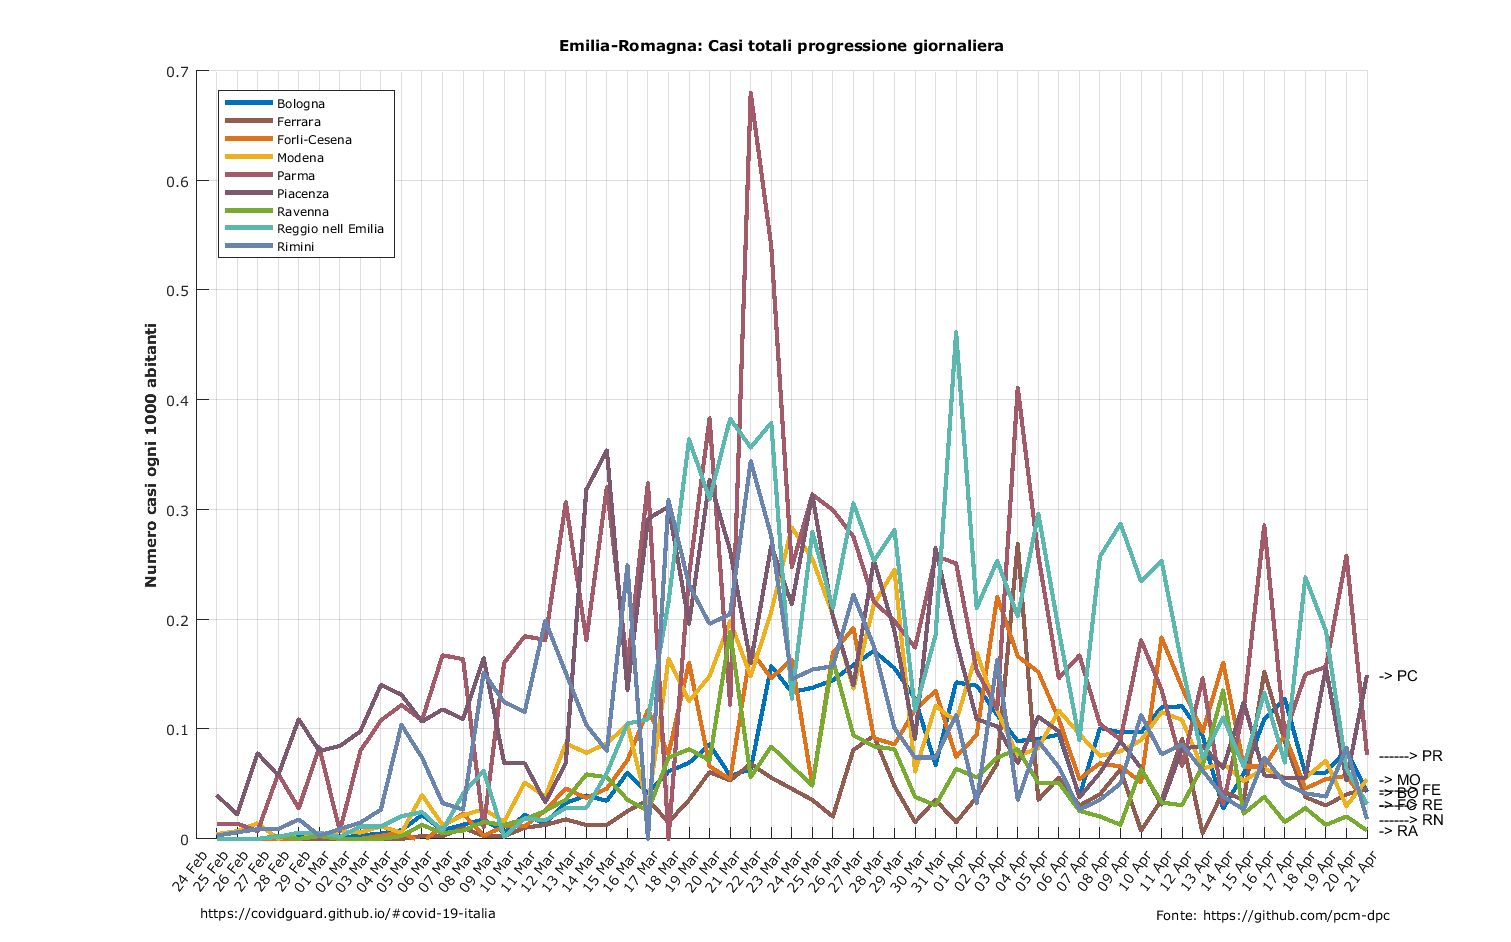 Emilia-Romagna: Casi totali progressione giornaliera
Numero casi ogni 1000 abitanti
0.7
0.6
0.5
0.4
0.3
0.2
0.1
0
Bologna
Ferrara
Forli-Cesena
Modena
Parma
Piacenza
Ravenna
Reggio nell Emilia
Rimini
-> PC
------> PR
-> MO
-> BO
------> FE
-> FC
------> RE
------> RN
-> RA
24 Feb
25 Feb
26 Feb
27 Feb
28 Feb
29 Feb
01 Mar
02 Mar
03 Mar
04 Mar
05 Mar
06 Mar
07 Mar
08 Mar
09 Mar
10 Mar
11 Mar
12 Mar
13 Mar
14 Mar
15 Mar
16 Mar
17 Mar
18 Mar
19 Mar
20 Mar
21 Mar
22 Mar
23 Mar
24 Mar
25 Mar
26 Mar
27 Mar
28 Mar
29 Mar
30 Mar
31 Mar
01 Apr
02 Apr
03 Apr
04 Apr
05 Apr
06 Apr
07 Apr
08 Apr
09 Apr
10 Apr
11 Apr
12 Apr
13 Apr
14 Apr
15 Apr
16 Apr
17 Apr
18 Apr
19 Apr
20 Apr
21 Apr
https://covidguard.github.io/#covid-19-italia
Fonte: https://github.com/pcm-dpc